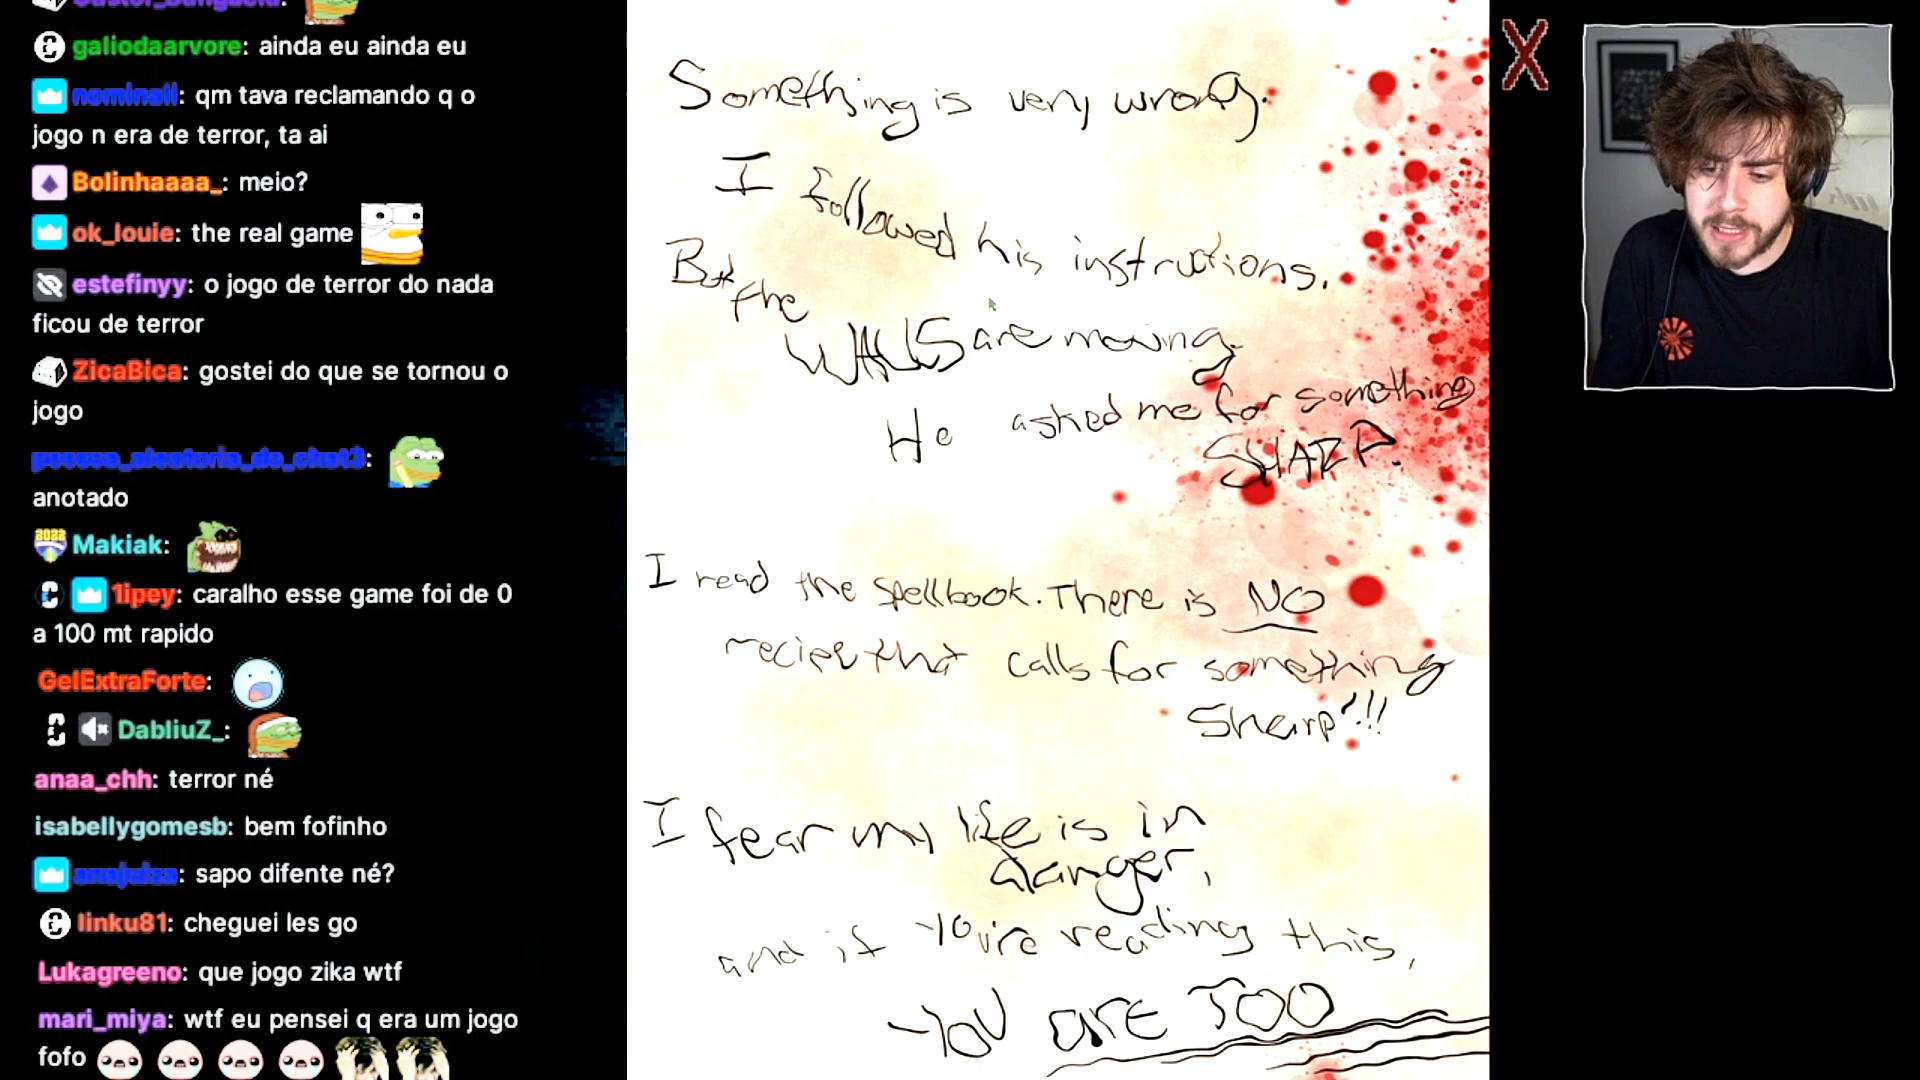 galiodaarvore: ainda eu ainda eu
nominall: qm tava reclamando q o
jogo n era de terror, ta ai
Bolinhaaaa_: meio?
ok_louie: the real game
estefinyy: o jogo de terror do nada
ficou de terror
ZicaBica: gostei do que se tornou o
jogo
pessoa_aleatoria_do_chat3:
anotado
2022
Makiak:
1ipey: caralho esse game foi de 0
a 100 mt rapido
GelExtraForte:
DabliuZ_:
anaa_chh: terror né
isabellygomesb: bem fofinho
anajuiza: sapo difente né?
linku81: cheguei les go
Lukagreeno: que jogo zika wtf
mari_miya: wtf eu pensei q era um jogo
fofo
Something is very wrong.
I followed his instructions.
But the
WALLS are moving.
He asked me for something
SHARP.
I read the spellbook. There is NO
recipe that calls for something
Sharp!!!
I fear my life is in
danger,
and if you're reading this,
YOU are TOO
X